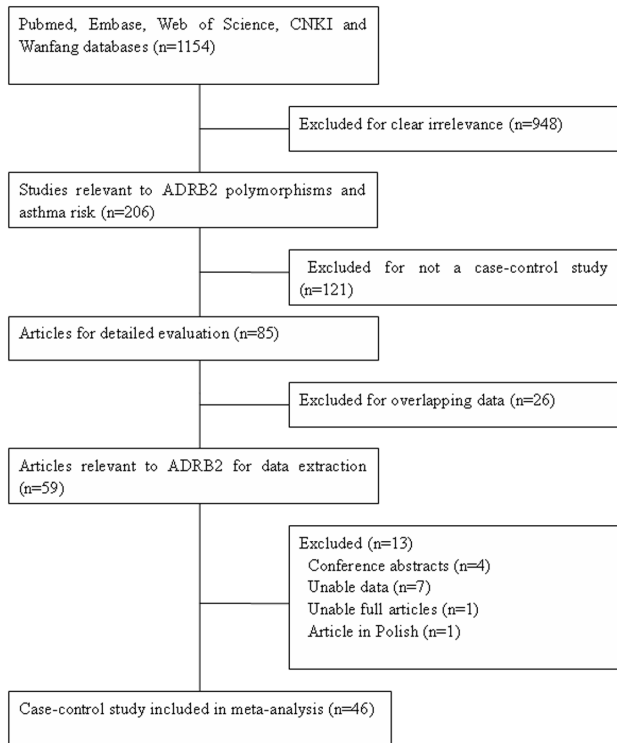 Pubmed, Embase, Web of Science, CNKI and
Wanfang databases (n=1154)
Excluded for clear irrelevance (n=948)
Studies relevant to ADRB2 polymorphisms and
asthma risk (n=206)
Excluded for not a case-control study
(n=121)
Articles for detailed evaluation (n=85)
Excluded for overlapping data (n=26)
Articles relevant to ADRB2 for data extraction
(n=59)
Excluded (n=13)
Conference abstracts (n=4)
Unable data (n=7)
Unable full articles (n=1)
Article in Polish (n=1)
Case-control study included in meta-analysis (n=46)